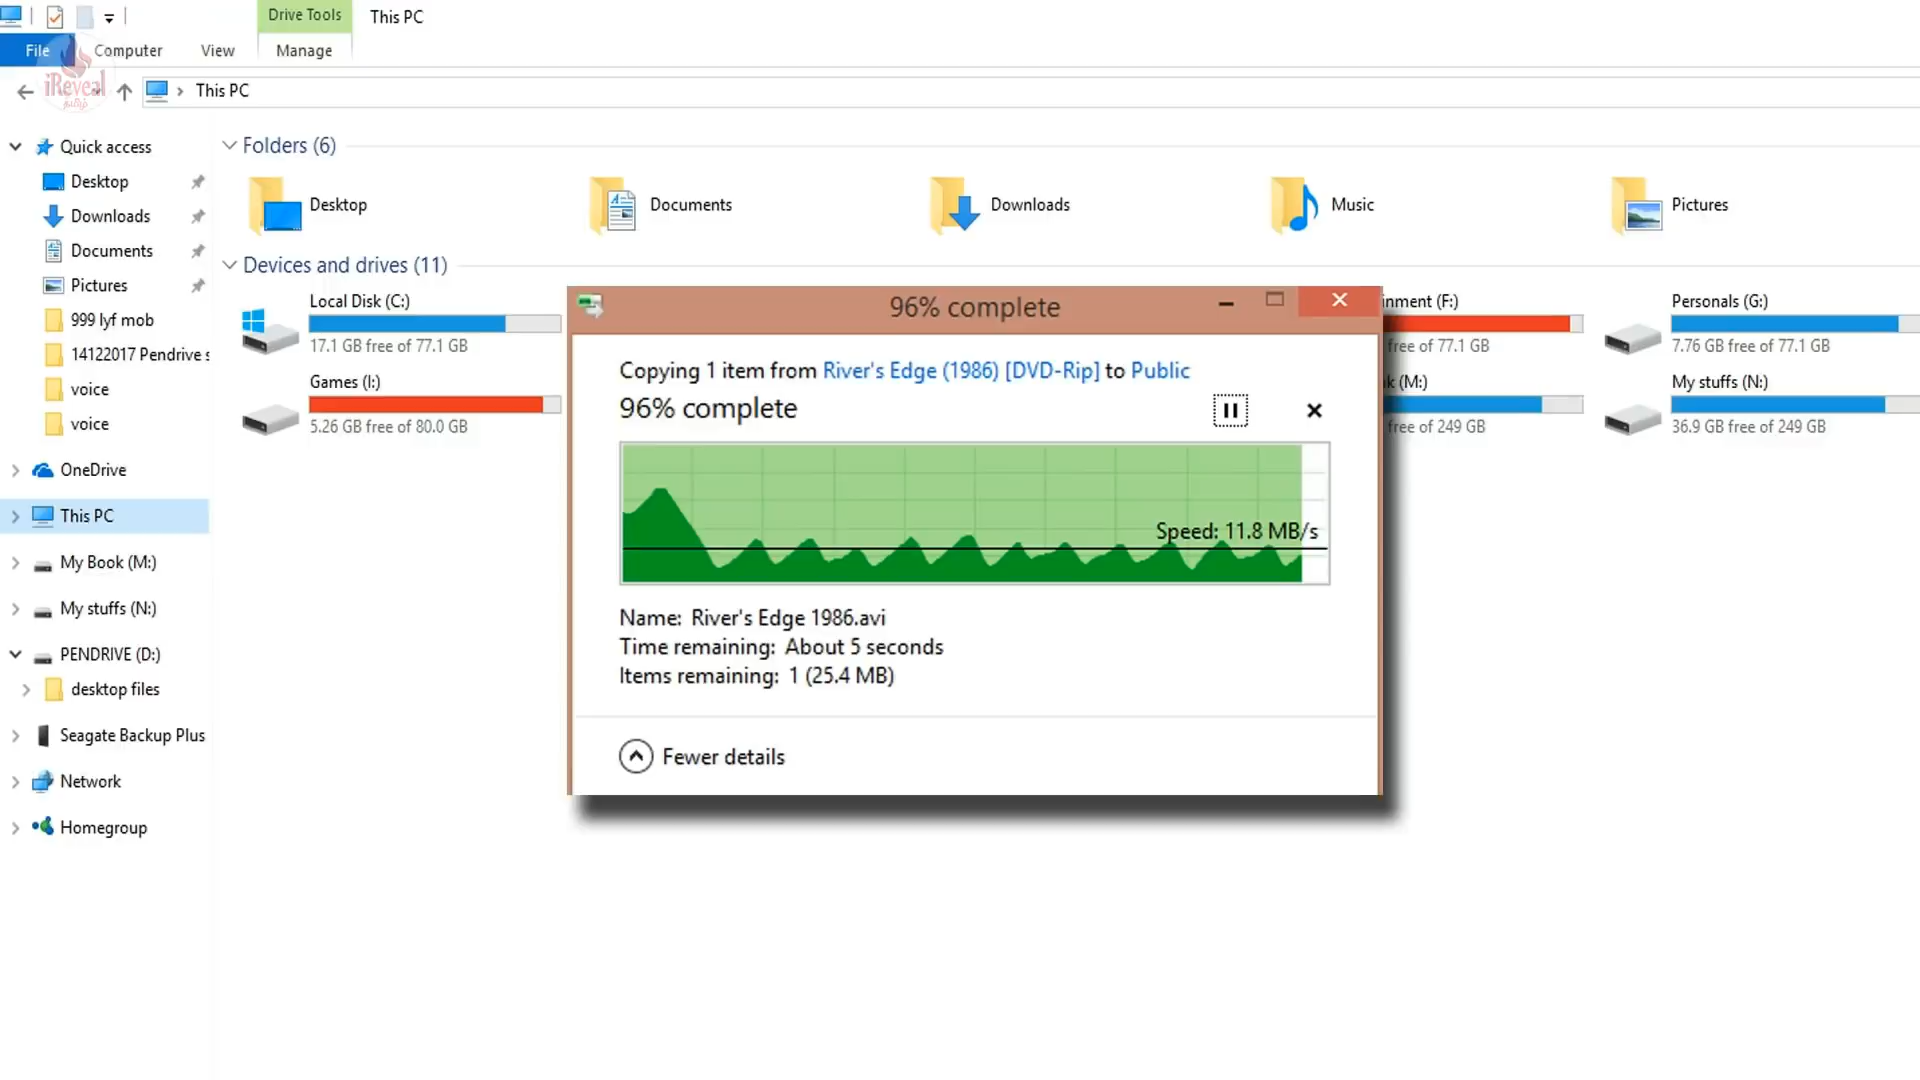 Drive Tools
This PC
File
Computer
View
Manage
iReveal
தமிழ்
This PC
Quick access
Desktop
Downloads
Documents
Pictures
999 lyf mob
14122017 Pendrive s
voice
voice
OneDrive
This PC
My Book (M:)
My stuffs (N:)
PENDRIVE (D:)
desktop files
Seagate Backup Plus
Network
Homegroup
Folders (6)
Desktop
Documents
Downloads
Music
Pictures
Devices and drives (11)
Local Disk (C:)
17.1 GB free of 77.1 GB
inment (F:)
free of 77.1 GB
Personals (G:)
7.76 GB free of 77.1 GB
Games (I:)
5.26 GB free of 80.0 GB
k (M:)
free of 249 GB
My stuffs (N:)
36.9 GB free of 249 GB
96% complete
Copying 1 item from River's Edge (1986) [DVD-Rip] to Public
96% complete
Speed: 11.8 MB/s
Name: River's Edge 1986.avi
Time remaining: About 5 seconds
Items remaining: 1 (25.4 MB)
Fewer details